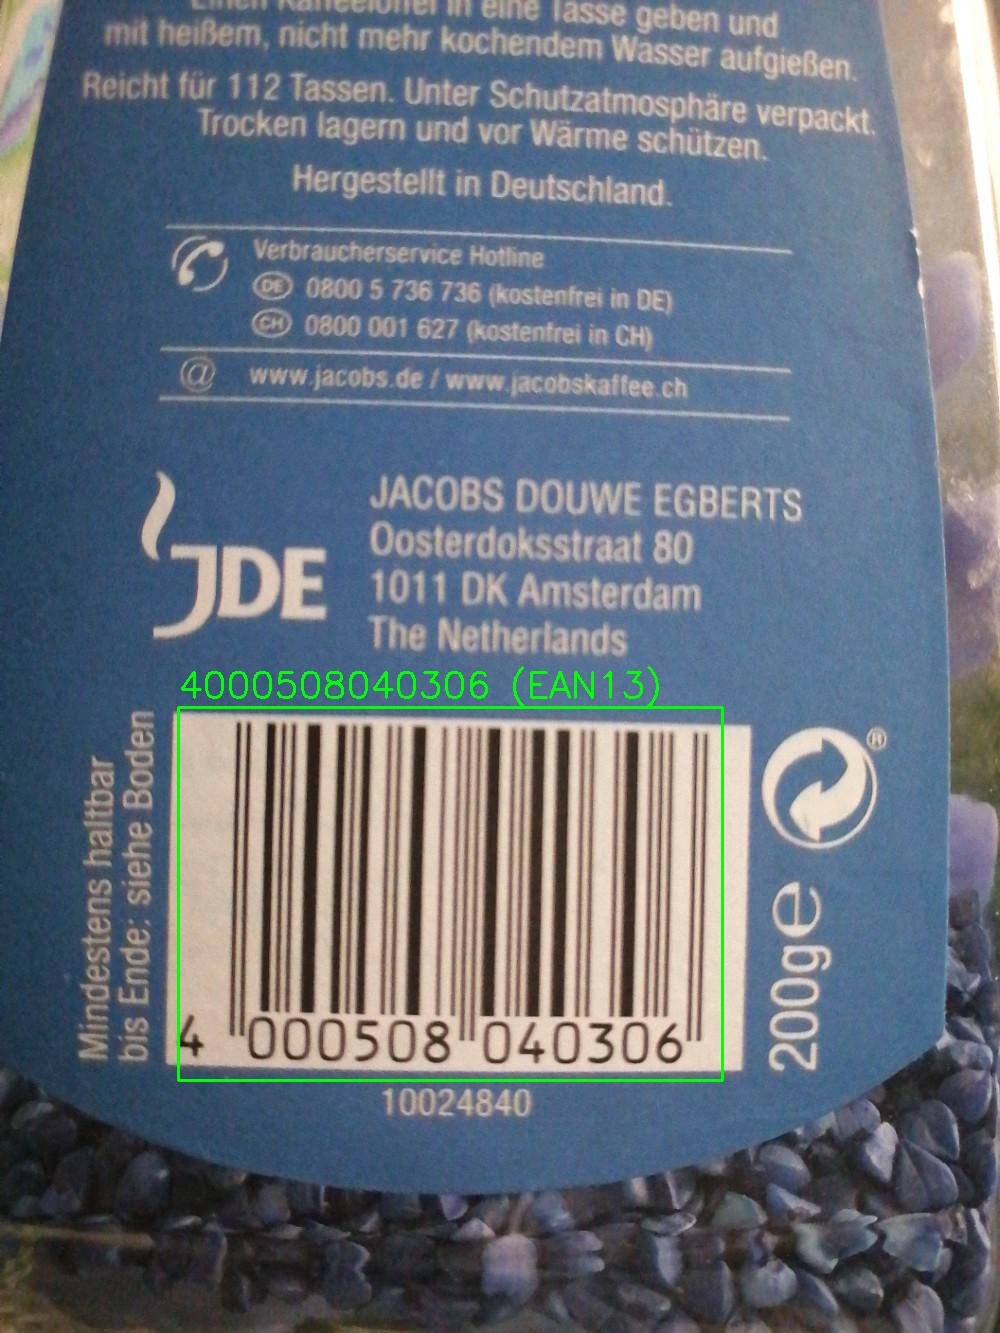 Einen Kaffeelöffel in eine Tasse geben und
mit heißem, nicht mehr kochendem Wasser aufgießen.
Reicht für 112 Tassen. Unter Schutzatmosphäre verpackt.
Trocken lagern und vor Wärme schützen.
Hergestellt in Deutschland.
Verbraucherservice Hotline
DE 0800 5 736 736 (kostenfrei in DE)
CH 0800 001 627 (kostenfrei in CH)
@ www.jacobs.de / www.jacobskaffee.ch
JDE
JACOBS DOUWE EGBERTS
Oosterdoksstraat 80
1011 DK Amsterdam
The Netherlands
4000508040306 (EAN13)
Mindestens haltbar
bis Ende: siehe Boden
4 000508 040306
10024840
®
200g℮